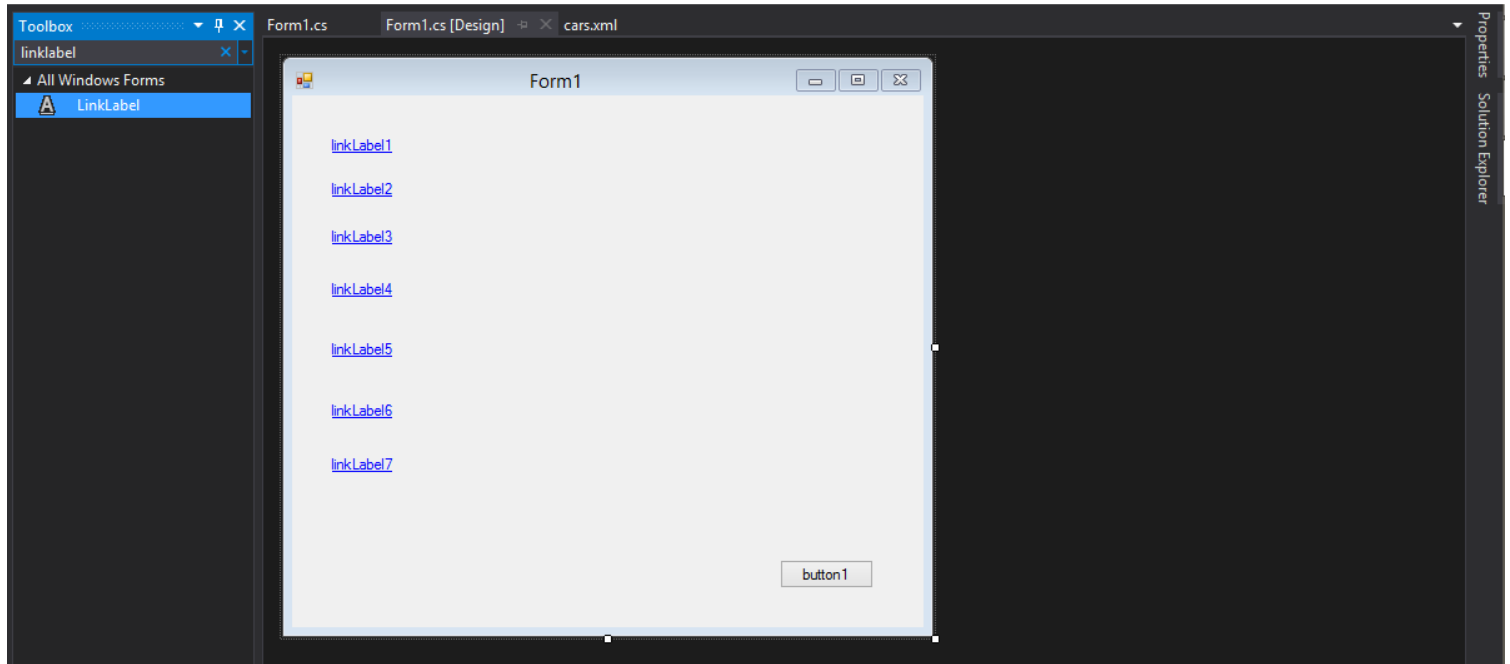 Toolbox
Form1.cs
Form1.cs [Design]
cars.xml
linklabel
All Windows Forms
LinkLabel
Form1
linkLabel1
linkLabel2
linkLabel3
linkLabel4
linkLabel5
linkLabel6
linkLabel7
button1
Properties
Solution Explorer